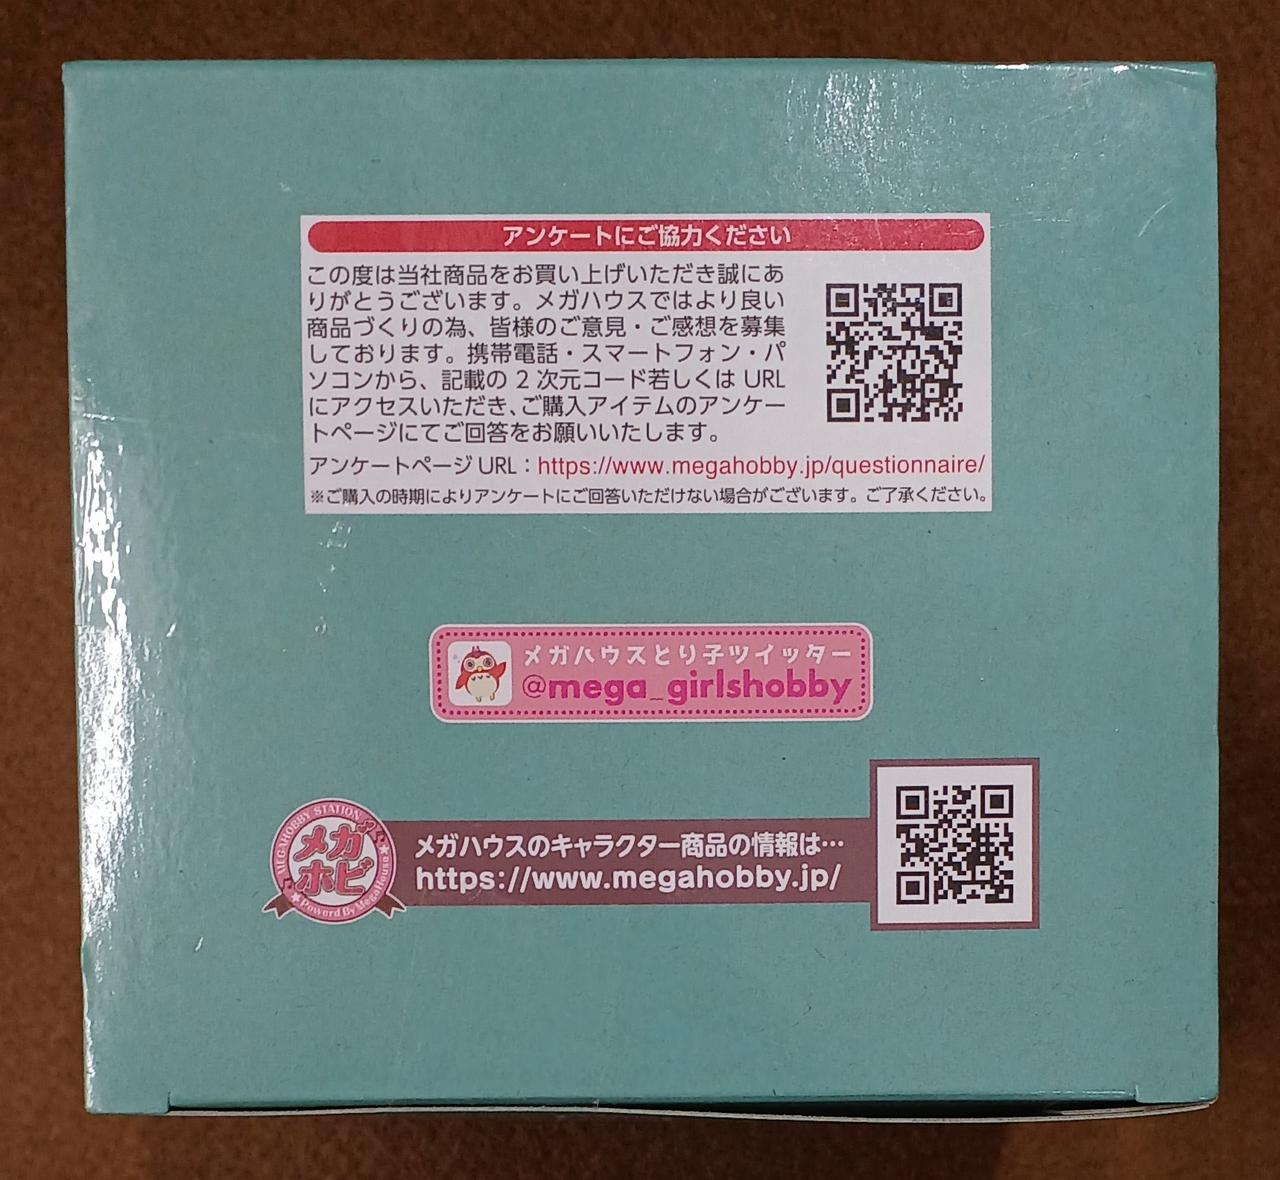 アンケートにご協力ください
この度は当社商品をお買い上げいただき誠にあ
りがとうございます。メガハウスではより良い
商品づくりの為、皆様のご意見・ご感想を募集
しております。携帯電話・スマートフォン・パ
ソコンから、記載の 2 次元コード若しくは URL
にアクセスいただき、ご購入アイテムのアンケー
トページにてご回答をお願いいたします。
アンケートページ URL：https://www.megahobby.jp/questionnaire/
※ご購入の時期によりアンケートにご回答いただけない場合がございます。ご了承ください。
メガハウスとり子ツイッター
@mega_girlshobby
MEGAHOBBY STATION
メガ
ホビ
Powerd By MegaHouse
メガハウスのキャラクター商品の情報は…
https://www.megahobby.jp/